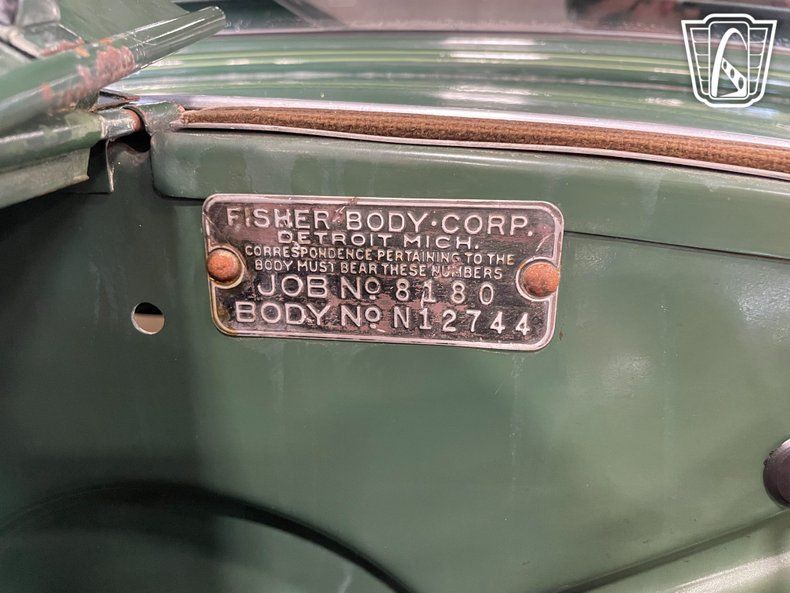 FISHER·BODY·CORP.
DETROIT MICH.
CORRESPONDENCE PERTAINING TO THE
BODY MUST BEAR THESE NUMBERS
JOB NO 8180
BODY NO N12744